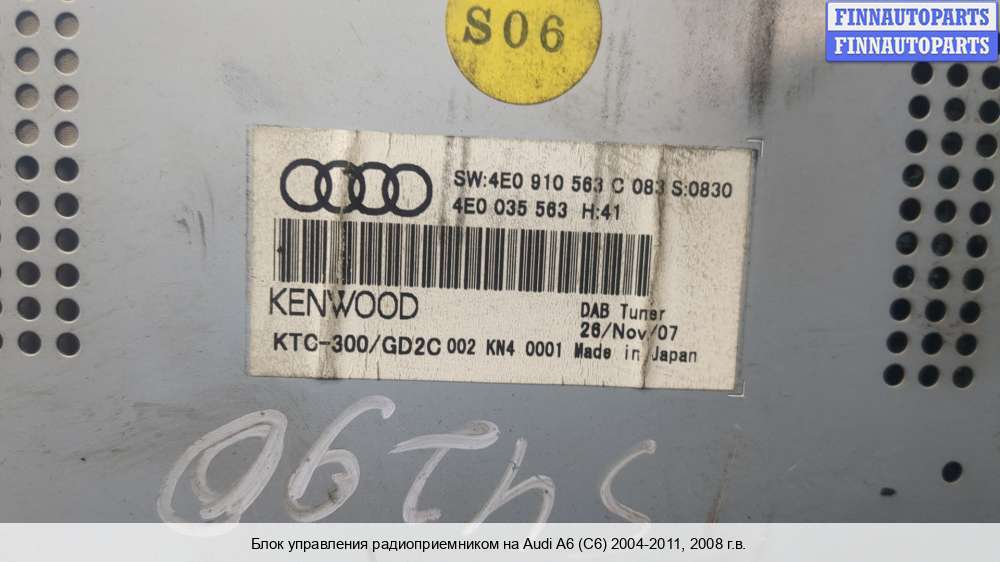 FINNAUTOPARTS
FINNAUTOPARTS
S06
SW:4E0 910 563 C 083 S:0830
4E0 035 563 H:41
KENWOOD
DAB Tuner
26/Nov/07
KTC-300/GD2C 002 KN4 0001 Made in Japan
Блок управления радиоприемником на Audi A6 (C6) 2004-2011, 2008 г.в.